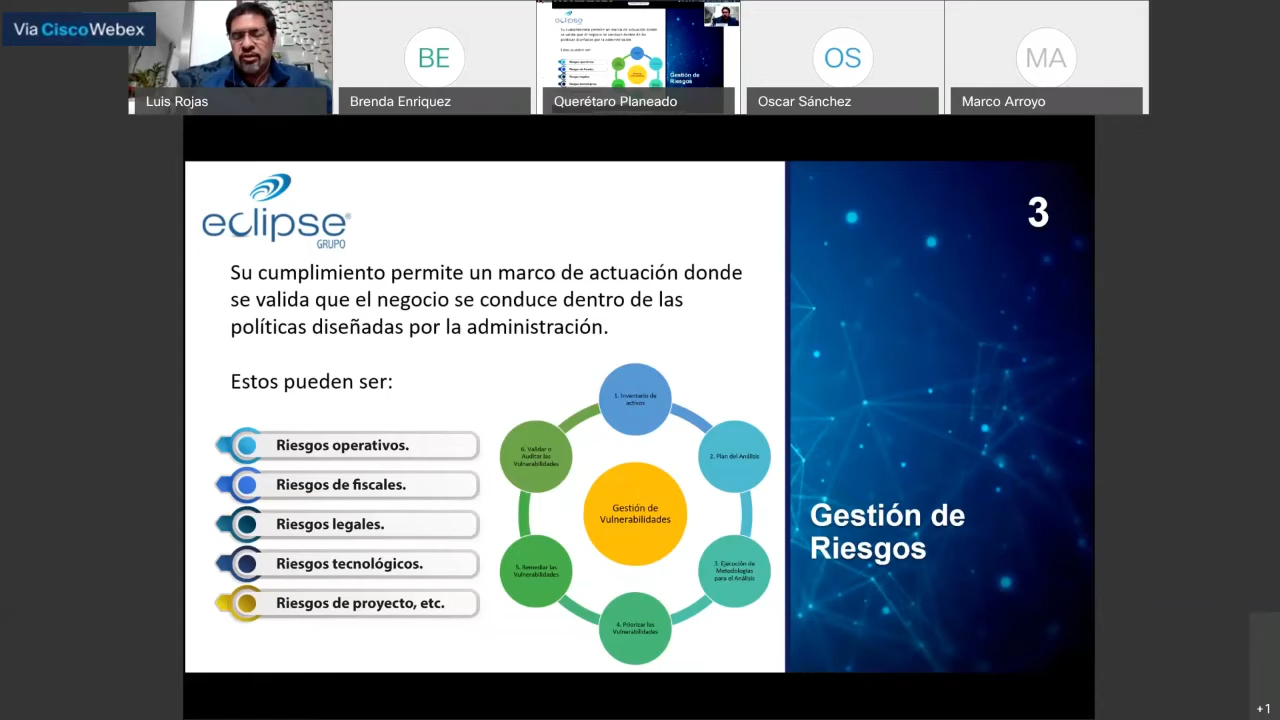 Via Cisco Webex
Luis Rojas
BE
Brenda Enriquez
Querétaro Planeado
OS
Oscar Sánchez
MA
Marco Arroyo
eclipse®
GRUPO
Su cumplimiento permite un marco de actuación donde
se valida que el negocio se conduce dentro de las
políticas diseñadas por la administración.
Estos pueden ser:
Riesgos operativos.
Riesgos de fiscales.
Riesgos legales.
Riesgos tecnológicos.
Riesgos de proyecto, etc.
1. Inventario de
activos
2. Plan del Análisis
3. Ejecución de
Metodologías
para el Análisis
4. Priorizar las
Vulnerabilidades
5. Remediar las
Vulnerabilidades
6. Validar o
Auditar las
Vulnerabilidades
Gestión de
Vulnerabilidades
3
Gestión de
Riesgos
+1